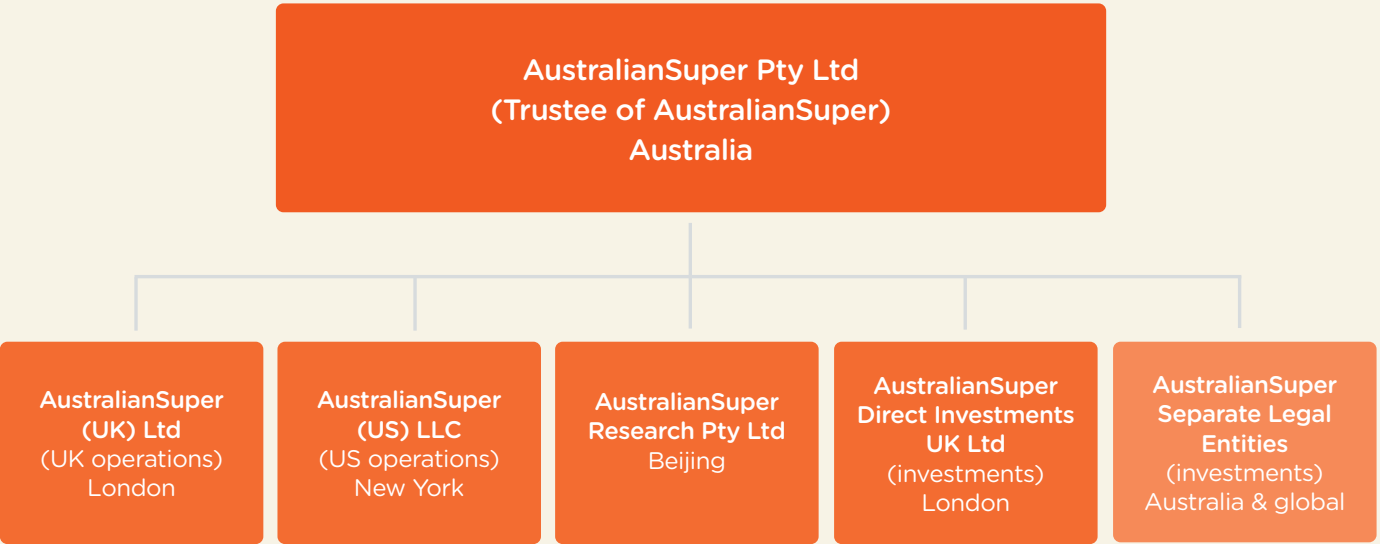 AustralianSuper Pty Ltd
(Trustee of AustralianSuper)
Australia
AustralianSuper
(UK) Ltd
(UK operations)
London
AustralianSuper
(US) LLC
(US operations)
New York
AustralianSuper
Research Pty Ltd
Beijing
AustralianSuper
Direct Investments
UK Ltd
(investments)
London
AustralianSuper
Separate Legal
Entities
(investments)
Australia & global